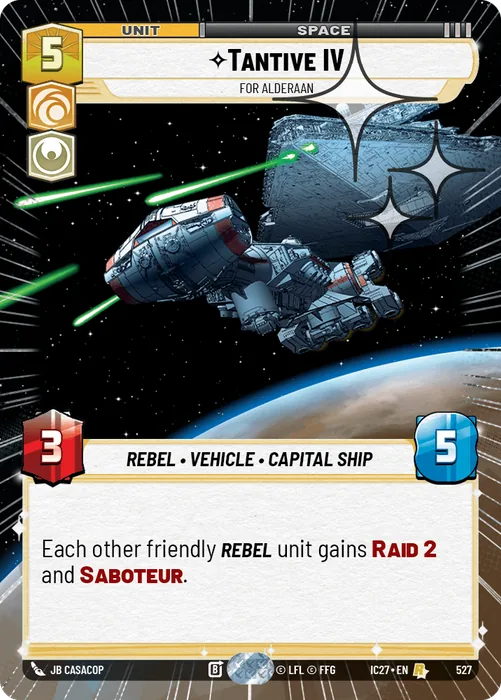 UNIT
SPACE
5
✧TANTIVE IV
FOR ALDERAAN
3
5
REBEL • VEHICLE • CAPITAL SHIP
Each other friendly REBEL unit gains RAID 2
and SABOTEUR.
JB CASACOP
B
© LFL © FFG
IC27 • EN
R
527